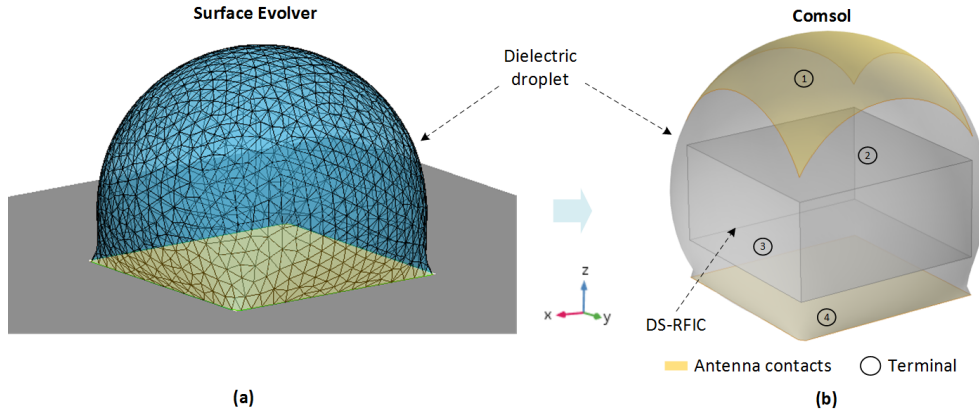 Surface Evolver
Comsol
Dielectric
droplet
1
2
3
4
z
x
y
DS-RFIC
Antenna contacts
Terminal
(a)
(b)